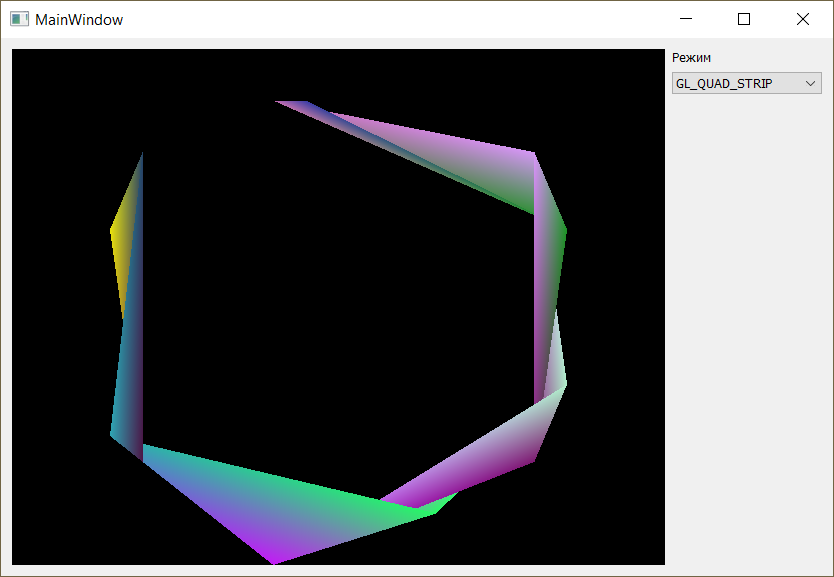 MainWindow
Режим
GL_QUAD_STRIP